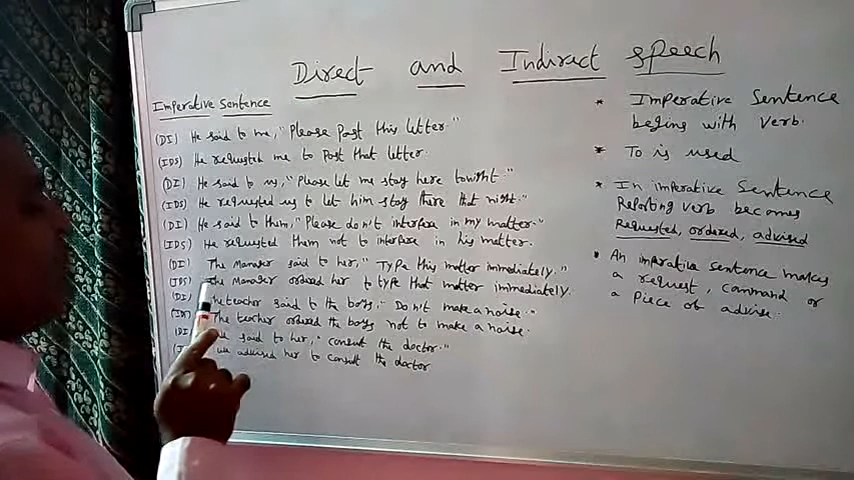 Direct and Indirect speech
Imperative Sentence
(DI) He said to me, "Please Post this letter."
(IDS) He requested me to Post that letter.
(DI) He said to us, "Please let me stay here tonight."
(IDS) He requested us to let him stay there that night.
(DI) He said to them, "Please don't interfere in my matter."
(IDS) He requested them not to interfere in his matter.
(DI) The manager said to her, "Type this matter immediately."
(IDS) The manager ordered her to type that matter immediately.
(DI) The teacher said to the boys, "Don't make a noise."
(IDS) The teacher ordered the boys not to make a noise.
said to her, "consult the doctor."
advised her to consult the doctor
* Imperative Sentence
begins with Verb.
* To is used
* In imperative Sentence
Reporting verb becomes
Requested, ordered, advised
* An imperative sentence makes
a request, command or
a Piece of advise.